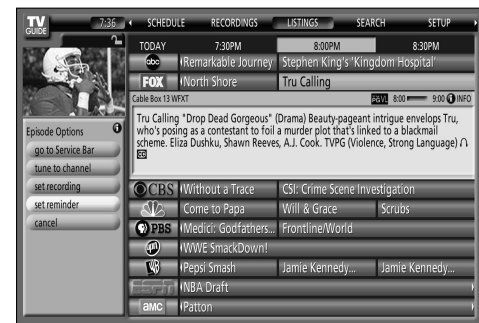 TV GUIDE 7:36 SCHEDULE RECORDINGS LISTINGS SEARCH SETUP
TODAY 7:30PM 8:00PM 8:30PM
abc Remarkable Journey Stephen King's 'Kingdom Hospital'
FOX North Shore Tru Calling
Cable Box 13 WFXT PGVL 8:00 9:00 INFO
Tru Calling "Drop Dead Gorgeous" (Drama) Beauty-pageant intrigue envelops Tru,
who's posing as a contestant to foil a murder plot that's linked to a blackmail
scheme. Eliza Dushku, Shawn Reeves, A.J. Cook. TVPG (Violence, Strong Language)
CC
Episode Options
go to Service Bar
tune to channel
set recording
set reminder
cancel
CBS Without a Trace CSI: Crime Scene Investigation
Come to Papa Will & Grace Scrubs
PBS Medici: Godfathers... Frontline/World
WWE SmackDown!
WB Pepsi Smash Jamie Kennedy... Jamie Kennedy...
ESPN NBA Draft
amc Patton